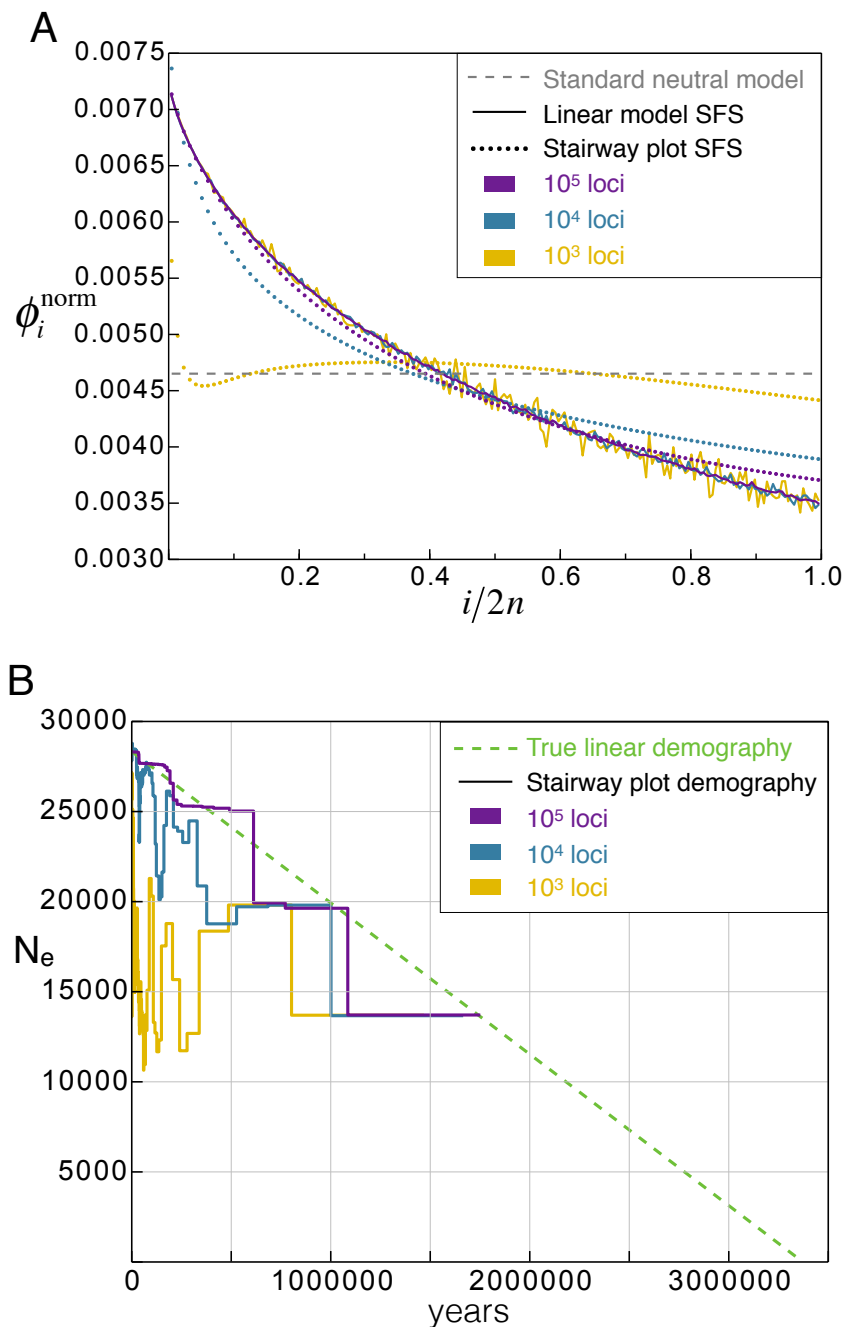 A
0.0075
0.0070
0.0065
0.0060
0.0055
0.0050
0.0045
0.0040
0.0035
0.0030
ϕᵢⁿᵒʳᵐ
Standard neutral model
Linear model SFS
Stairway plot SFS
10⁵ loci
10⁴ loci
10³ loci
0.2 0.4 0.6 0.8 1.0
i/2n
B
30000
25000
20000
15000
10000
5000
Nₑ
True linear demography
Stairway plot demography
10⁵ loci
10⁴ loci
10³ loci
0 1000000 2000000 3000000
years